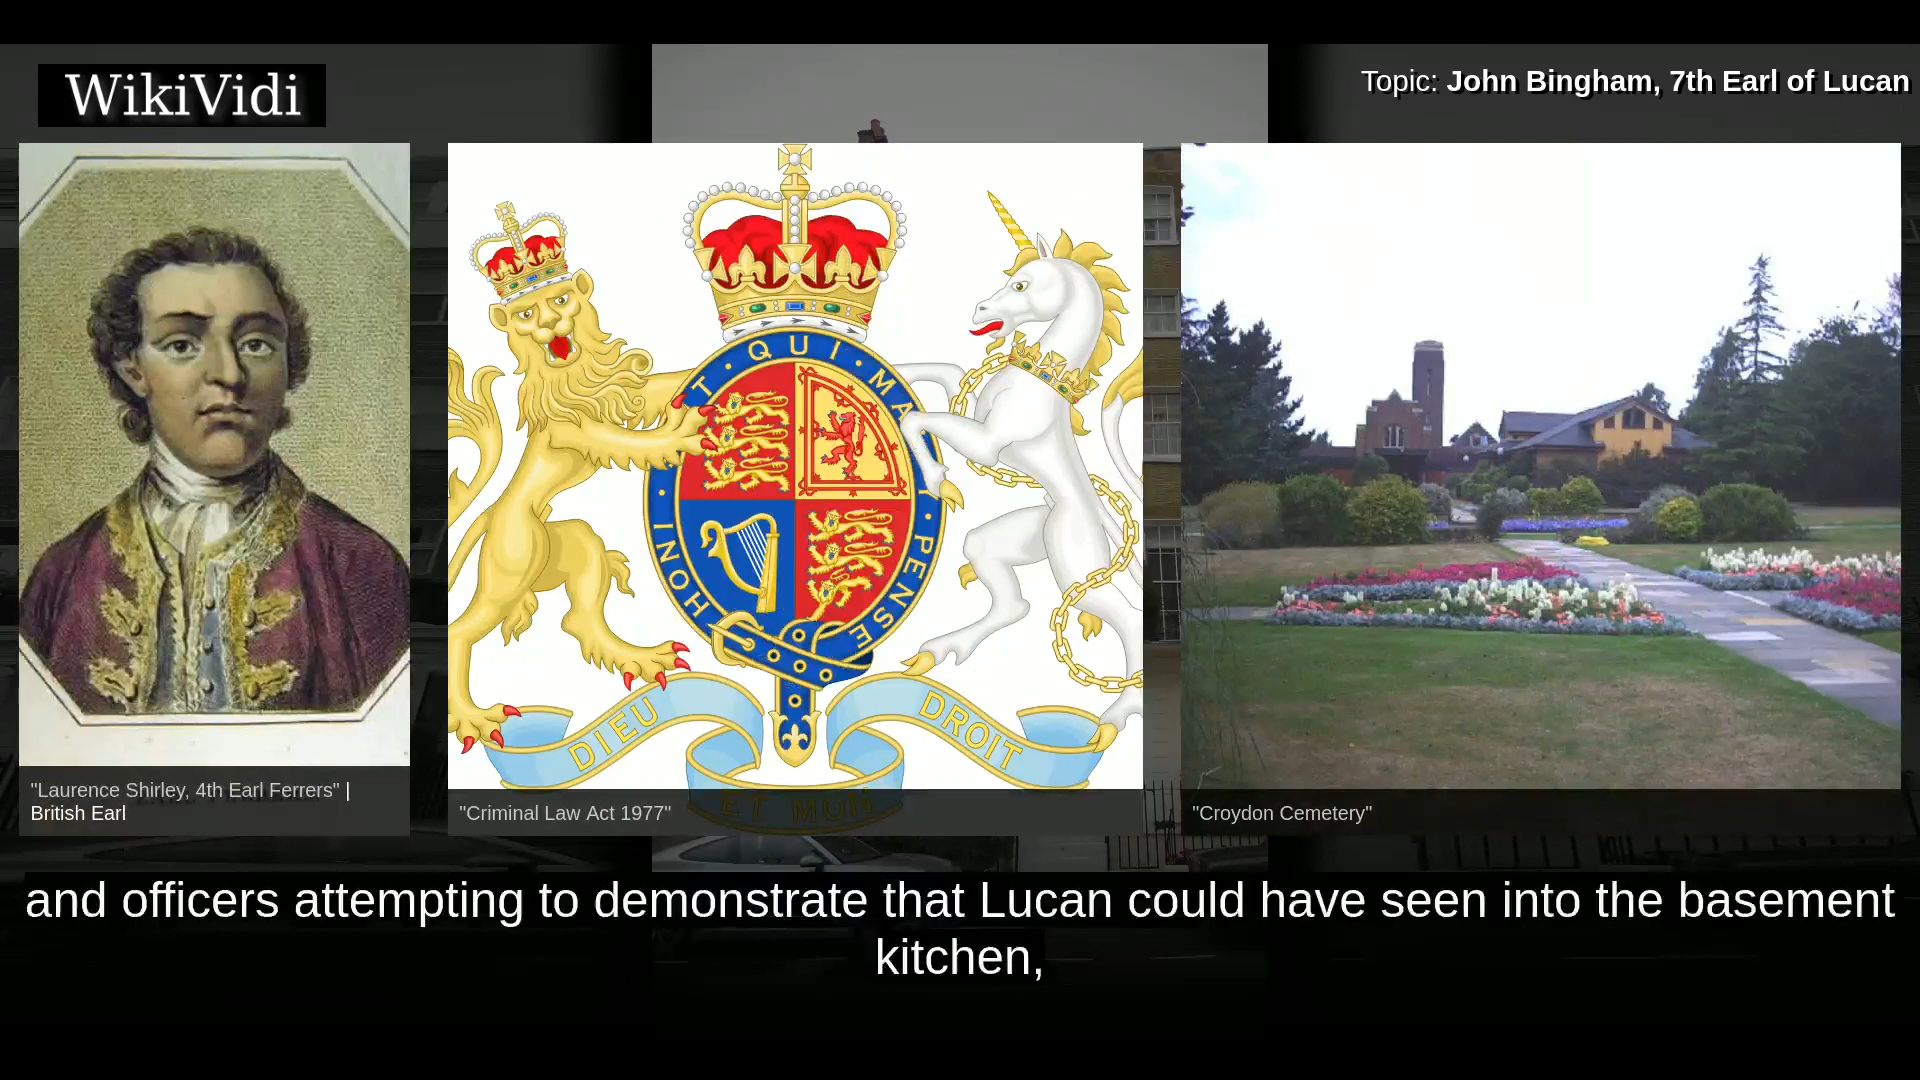 WikiVidi
Topic: John Bingham, 7th Earl of Lucan
T · QUI · MA
HONI
· PENSE
DIEU
DROIT
ET MON
"Laurence Shirley, 4th Earl Ferrers" |
British Earl
"Criminal Law Act 1977"
"Croydon Cemetery"
and officers attempting to demonstrate that Lucan could have seen into the basement
kitchen,